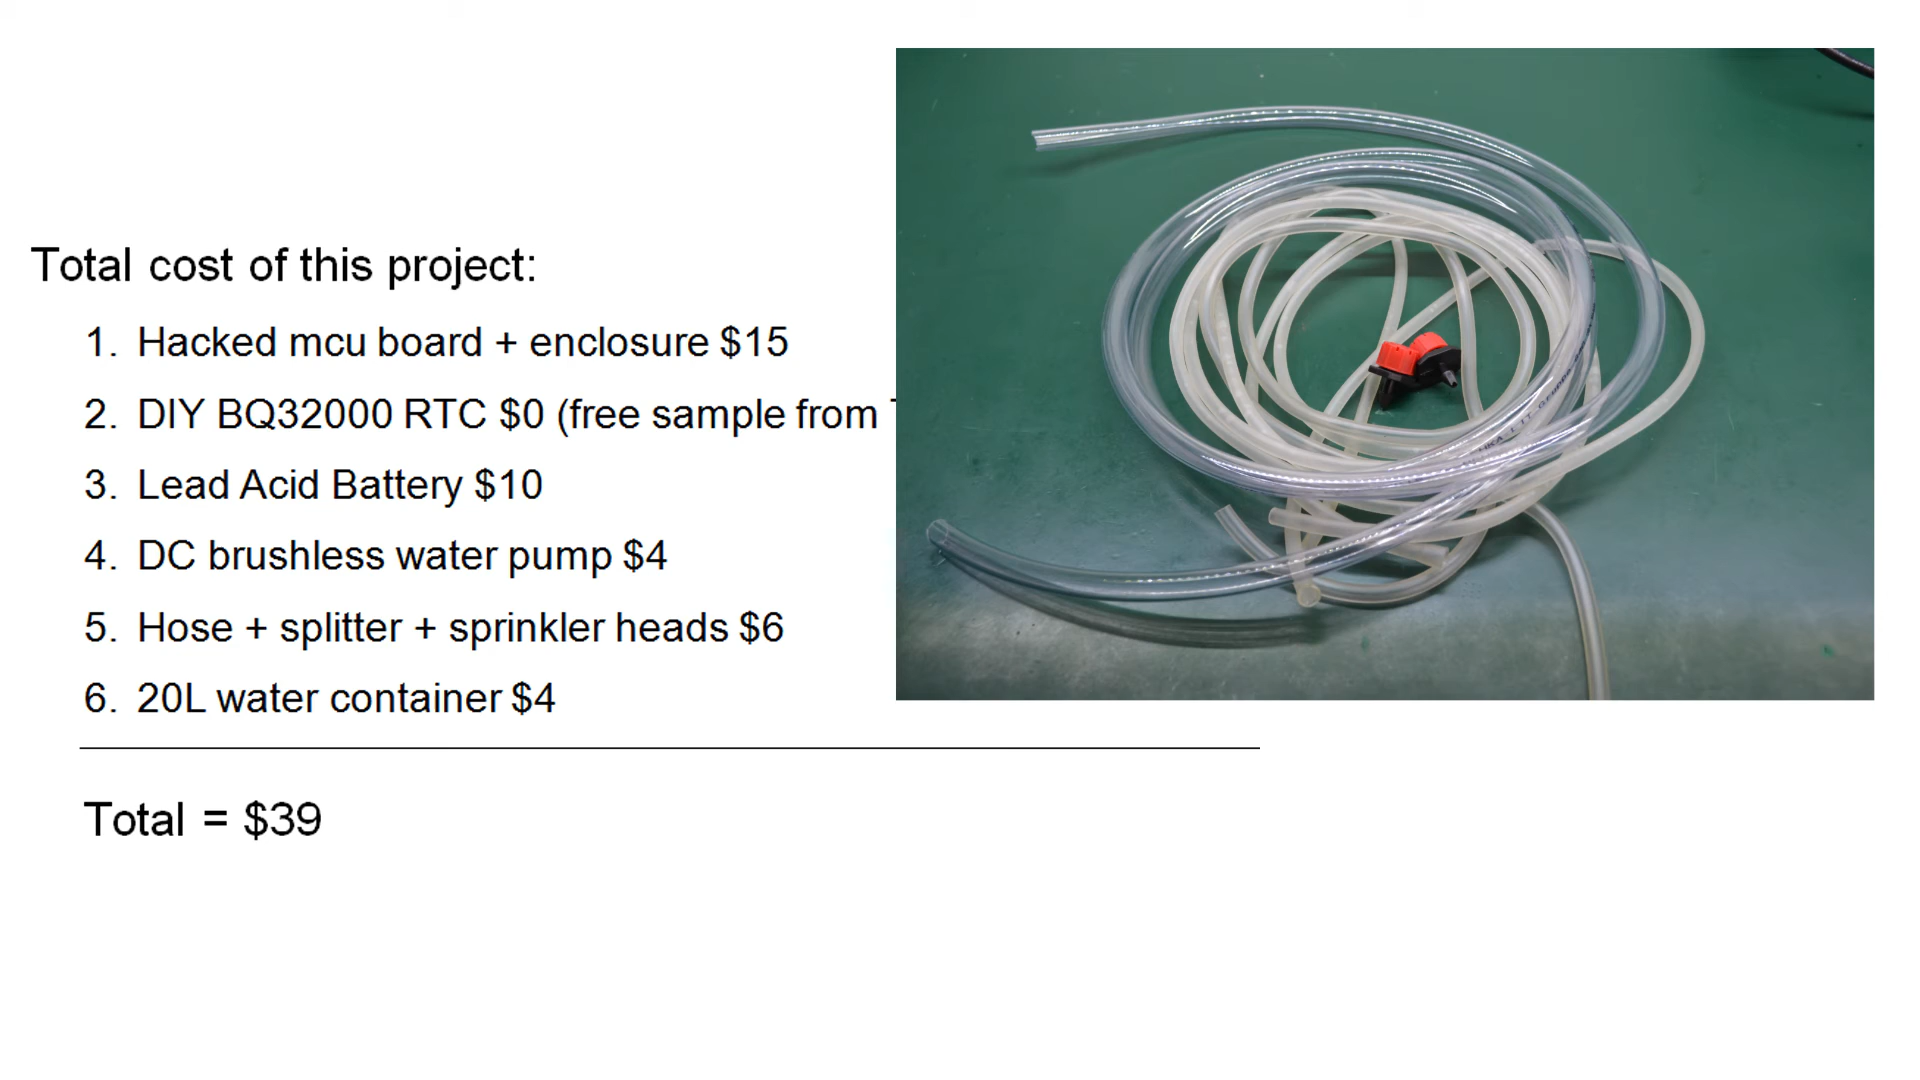 Total cost of this project:
1. Hacked mcu board + enclosure $15
2. DIY BQ32000 RTC $0 (free sample from
3. Lead Acid Battery $10
4. DC brushless water pump $4
5. Hose + splitter + sprinkler heads $6
6. 20L water container $4
Total = $39